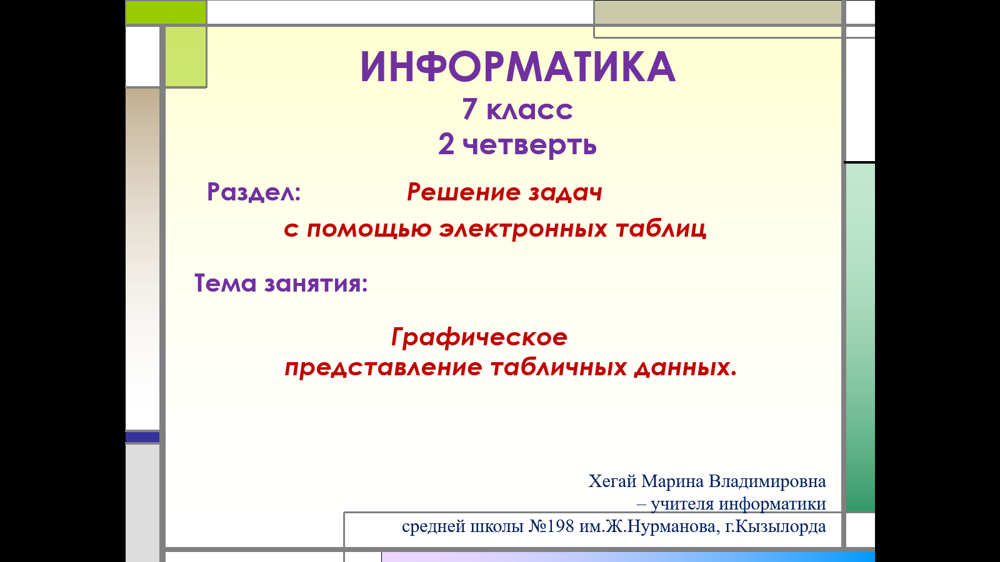 ИНФОРМАТИКА
7 класс
2 четверть
Раздел: Решение задач
с помощью электронных таблиц
Тема занятия:
Графическое
представление табличных данных.
Хегай Марина Владимировна
– учителя информатики
средней школы №198 им.Ж.Нурманова, г.Кызылорда